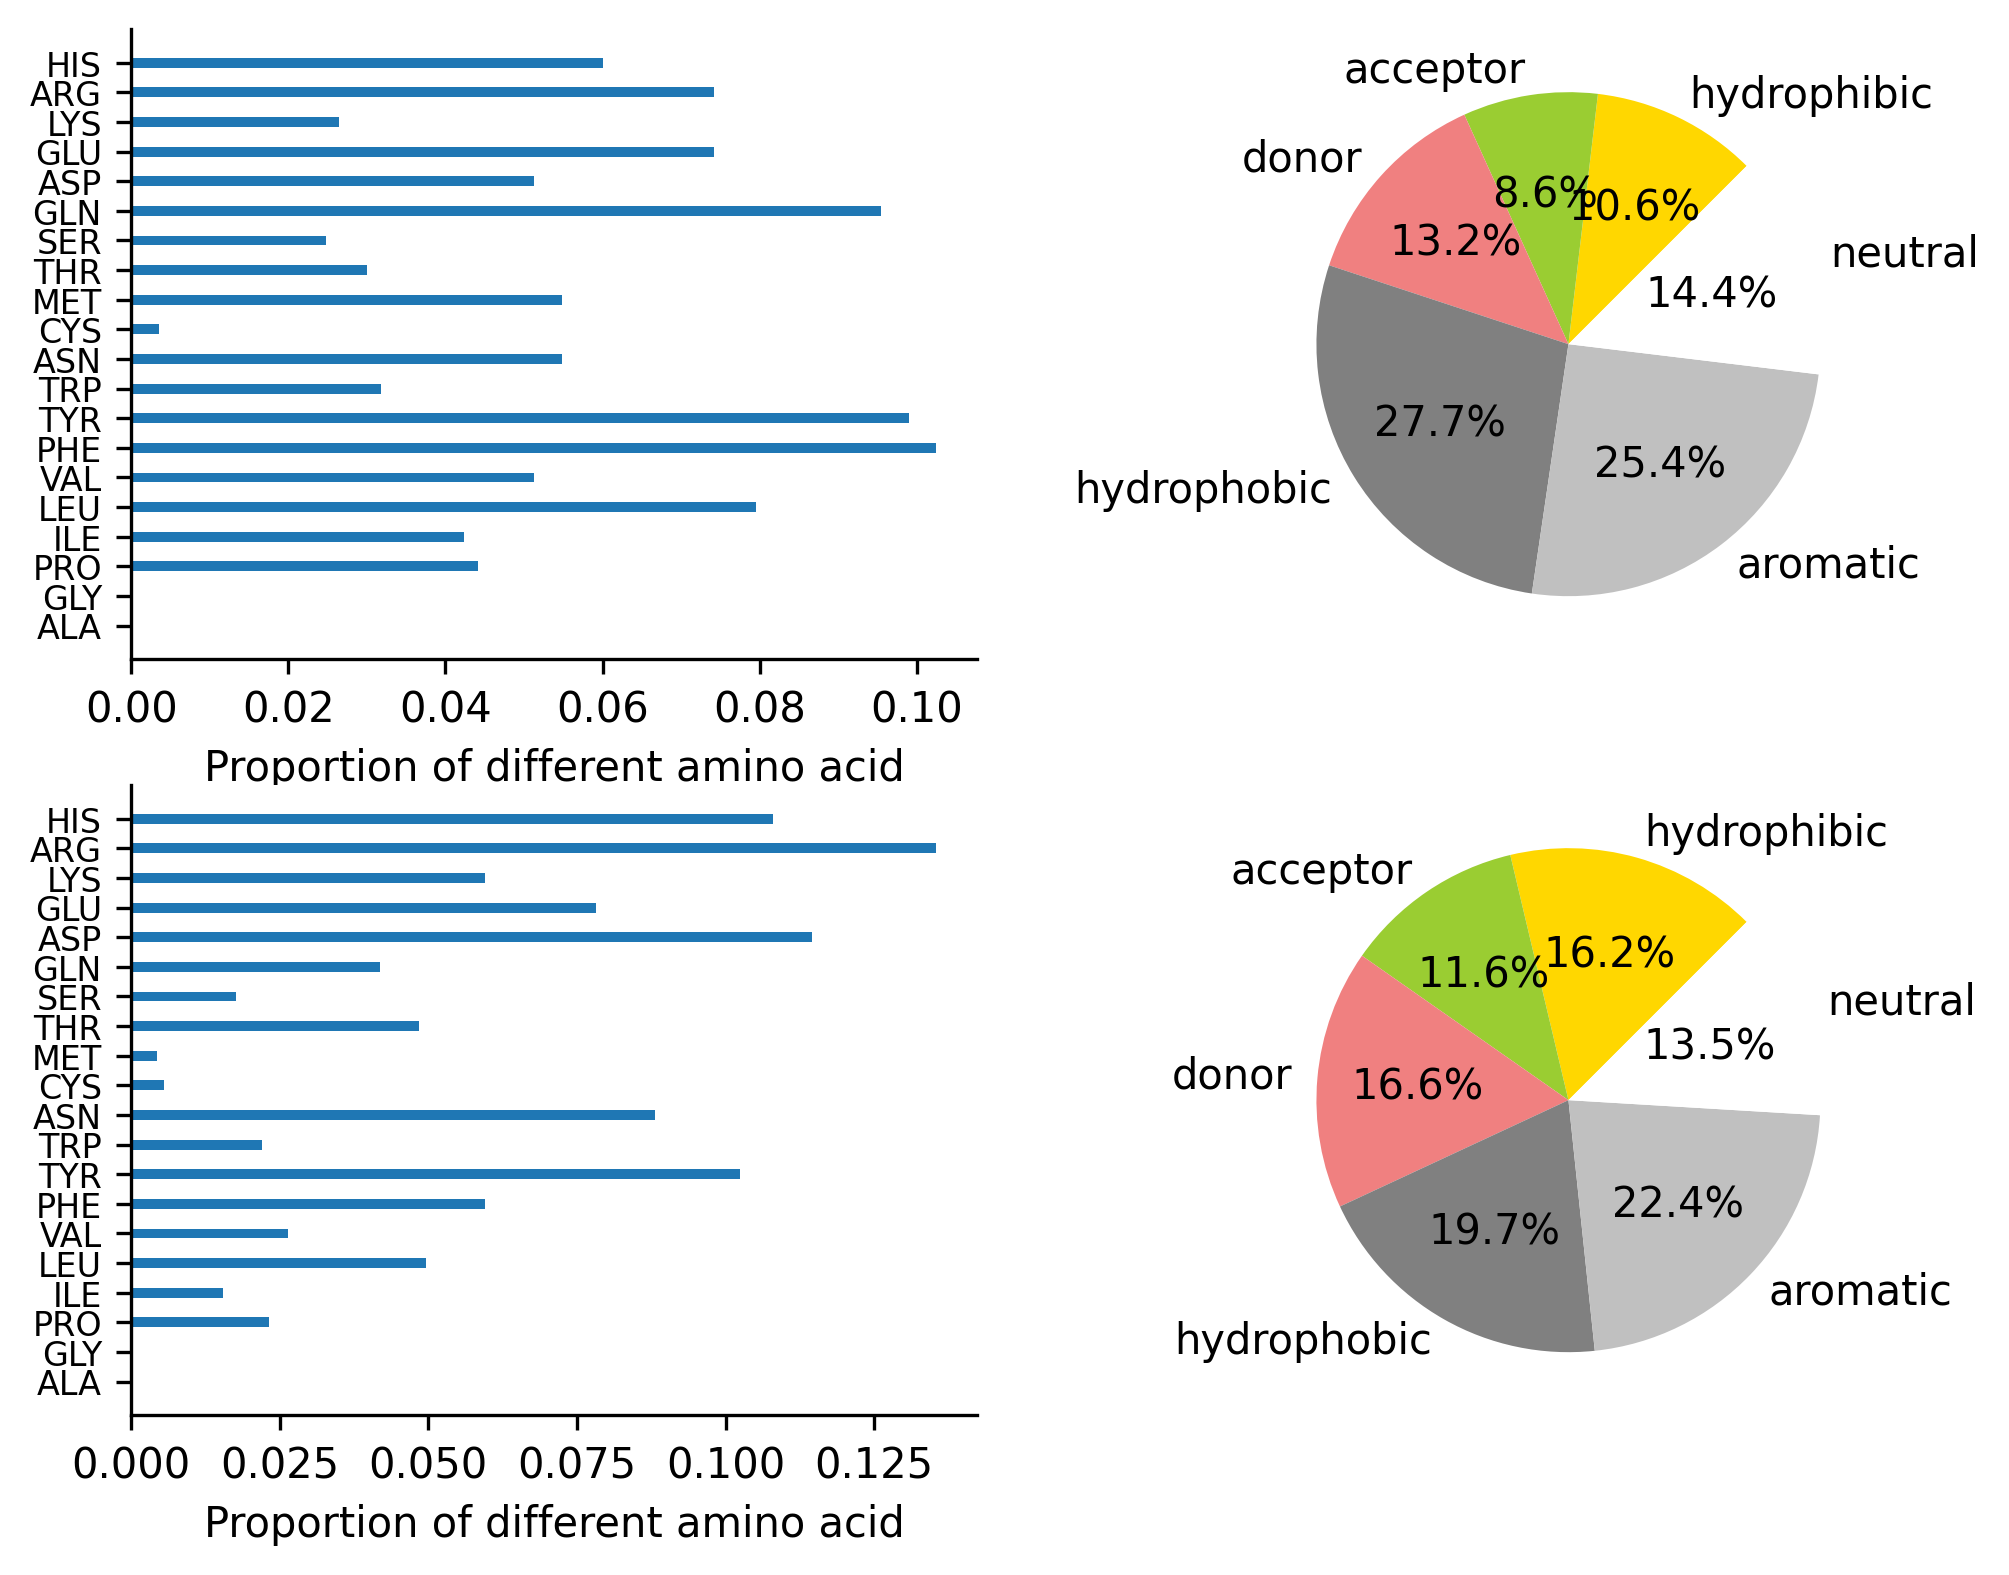 HIS
ARG
LYS
GLU
ASP
GLN
SER
THR
MET
CYS
ASN
TRP
TYR
PHE
VAL
LEU
ILE
PRO
GLY
ALA
0.00 0.02 0.04 0.06 0.08 0.10
Proportion of different amino acid
acceptor
hydrophibic
donor
neutral
hydrophobic
aromatic
8.6%
10.6%
13.2%
14.4%
27.7%
25.4%
HIS
ARG
LYS
GLU
ASP
GLN
SER
THR
MET
CYS
ASN
TRP
TYR
PHE
VAL
LEU
ILE
PRO
GLY
ALA
0.000 0.025 0.050 0.075 0.100 0.125
Proportion of different amino acid
hydrophibic
acceptor
neutral
donor
aromatic
hydrophobic
16.2%
11.6%
13.5%
16.6%
22.4%
19.7%